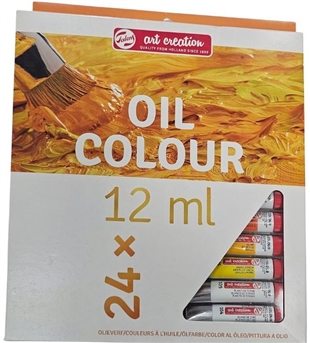 Talens
art creation
QUALITY FROM HOLLAND SINCE 1899
OIL
COLOUR
12 ml
24 x
OLIEVERF/COULEURS À L'HUILE/ÖLFARBE/COLOR AL ÓLEO/PITTURA A OLIO